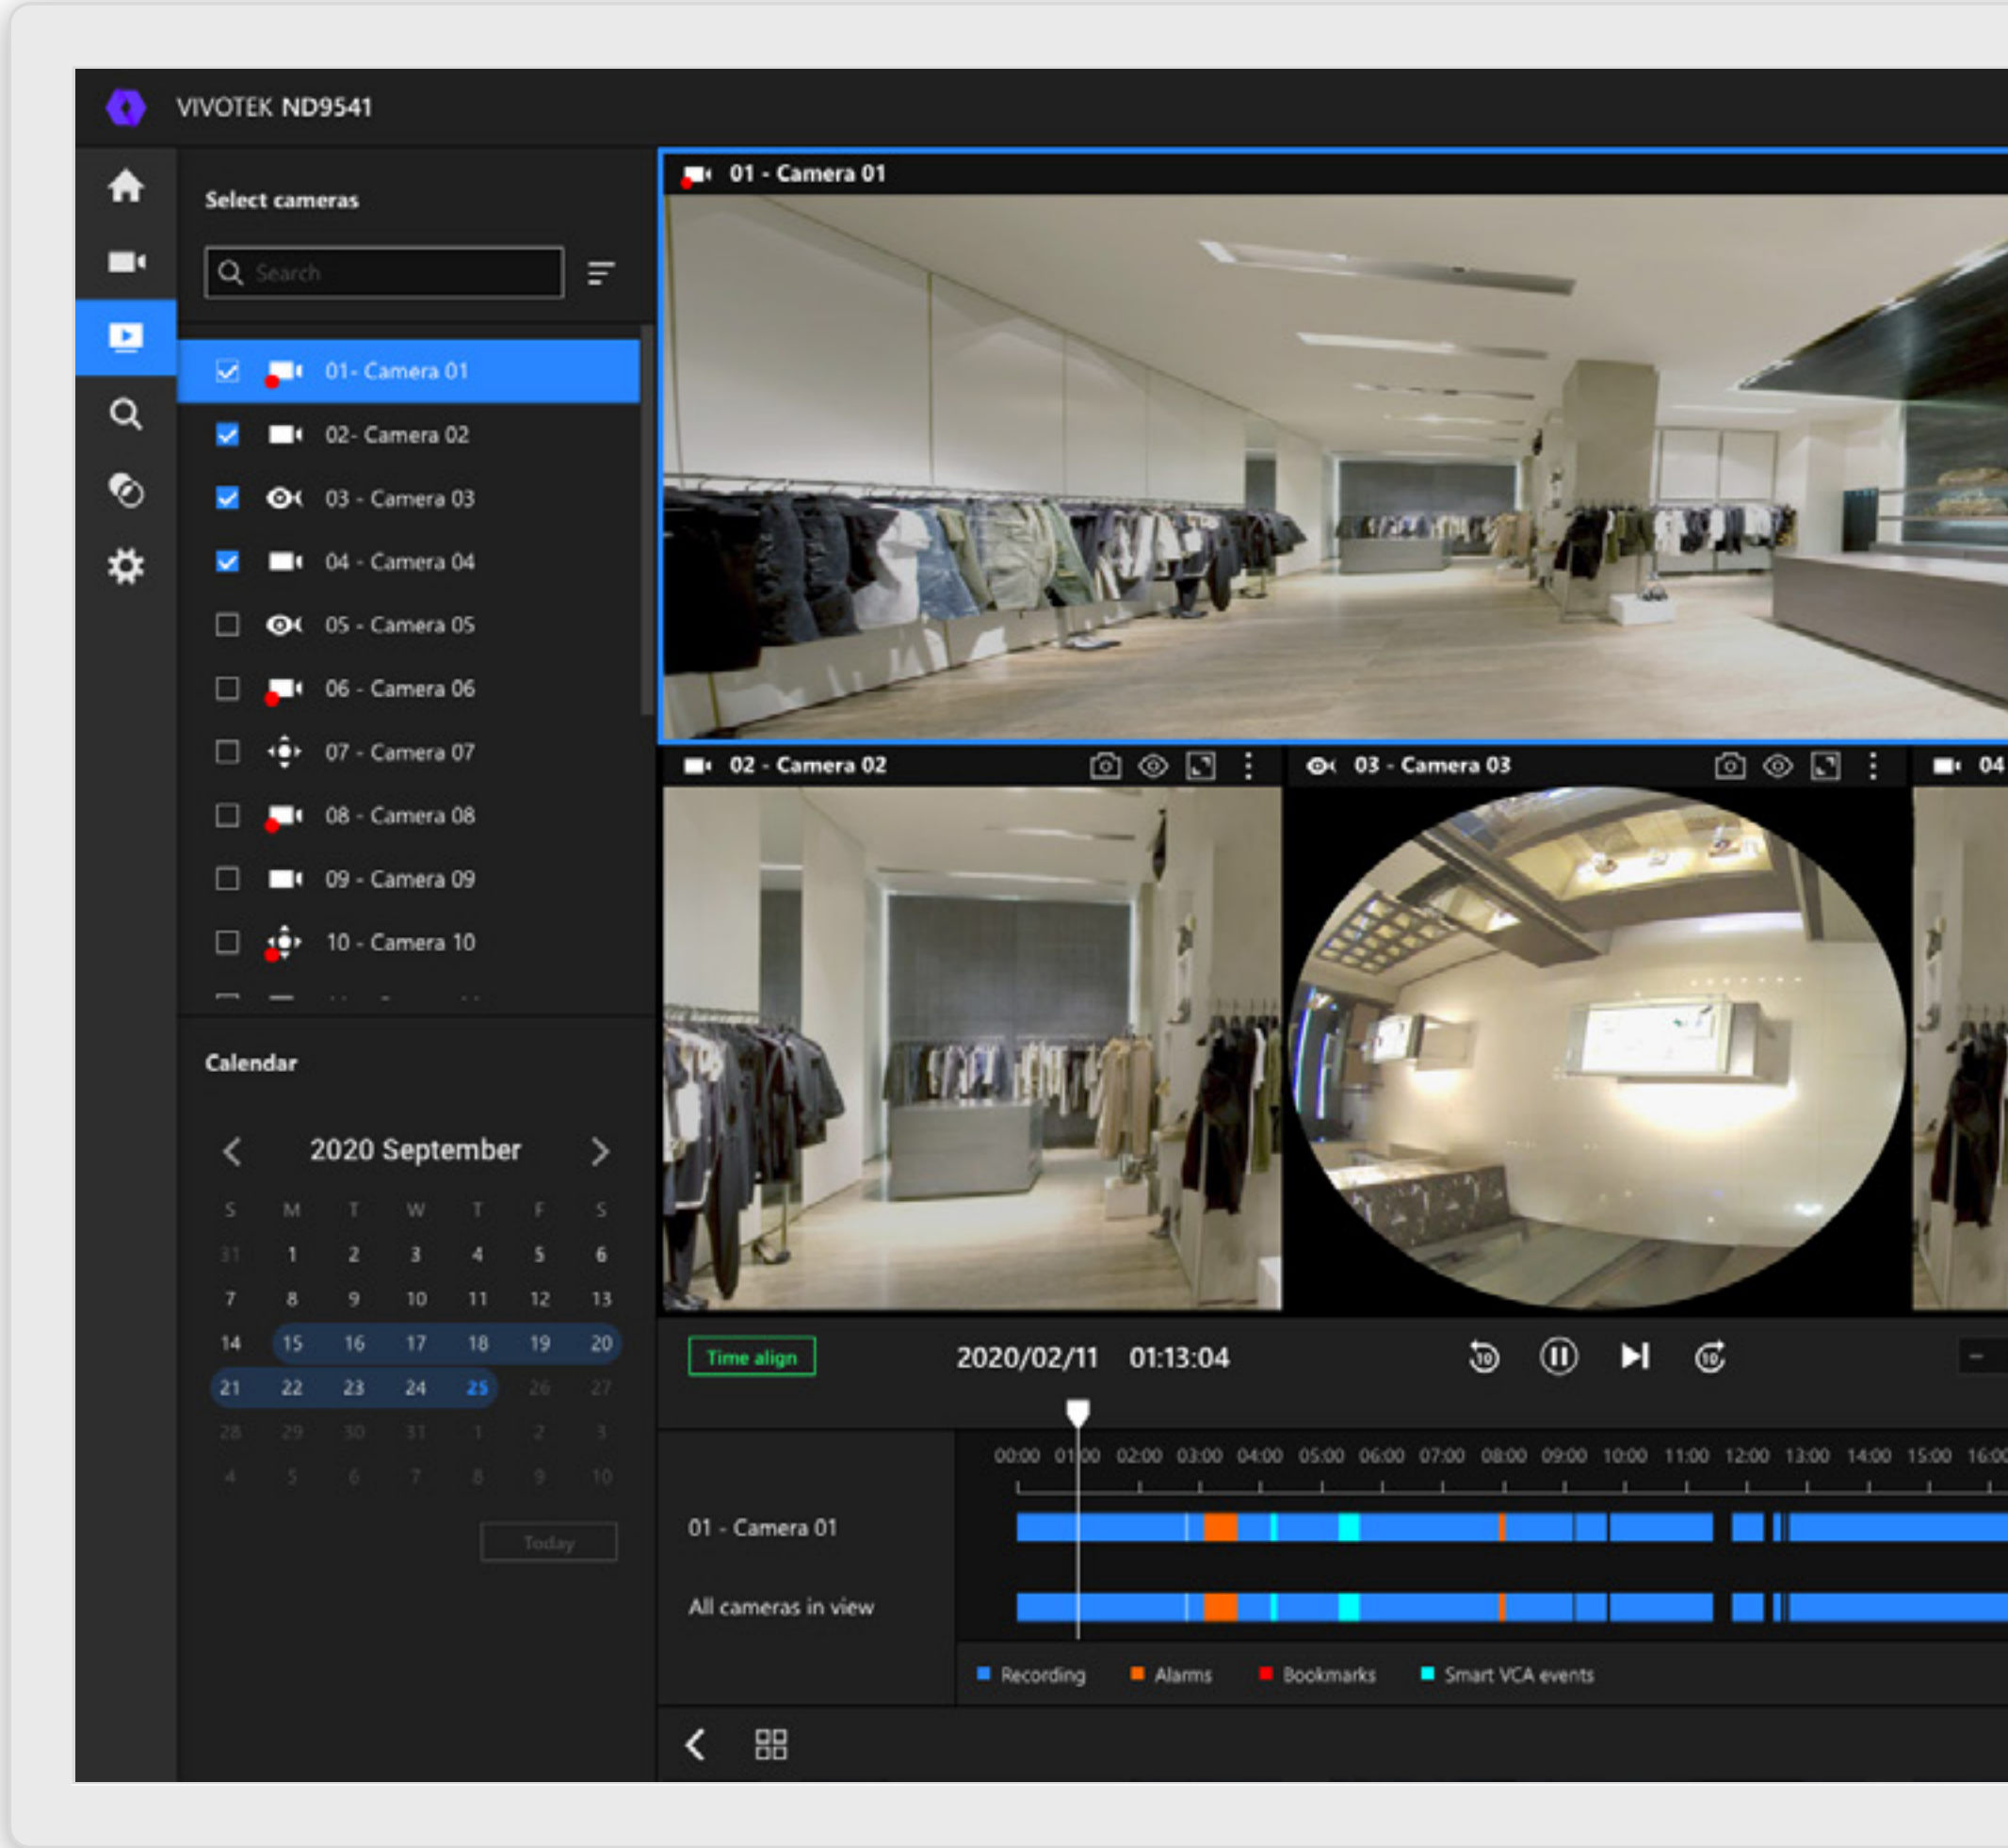 VIVOTEK ND9541
Select cameras
Search
01- Camera 01
02- Camera 02
03 - Camera 03
04 - Camera 04
05 - Camera 05
06 - Camera 06
07 - Camera 07
08 - Camera 08
09 - Camera 09
10 - Camera 10
Calendar
2020 September
S M T W T F S
31 1 2 3 4 5 6
7 8 9 10 11 12 13
14 15 16 17 18 19 20
21 22 23 24 25 26 27
28 29 30 31 1 2 3
4 5 6 7 8 9 10
Today
01 - Camera 01
02 - Camera 02
03 - Camera 03
04
Time align
2020/02/11 01:13:04
10 10
00:00 01:00 02:00 03:00 04:00 05:00 06:00 07:00 08:00 09:00 10:00 11:00 12:00 13:00 14:00 15:00 16:00
01 - Camera 01
All cameras in view
Recording Alarms Bookmarks Smart VCA events